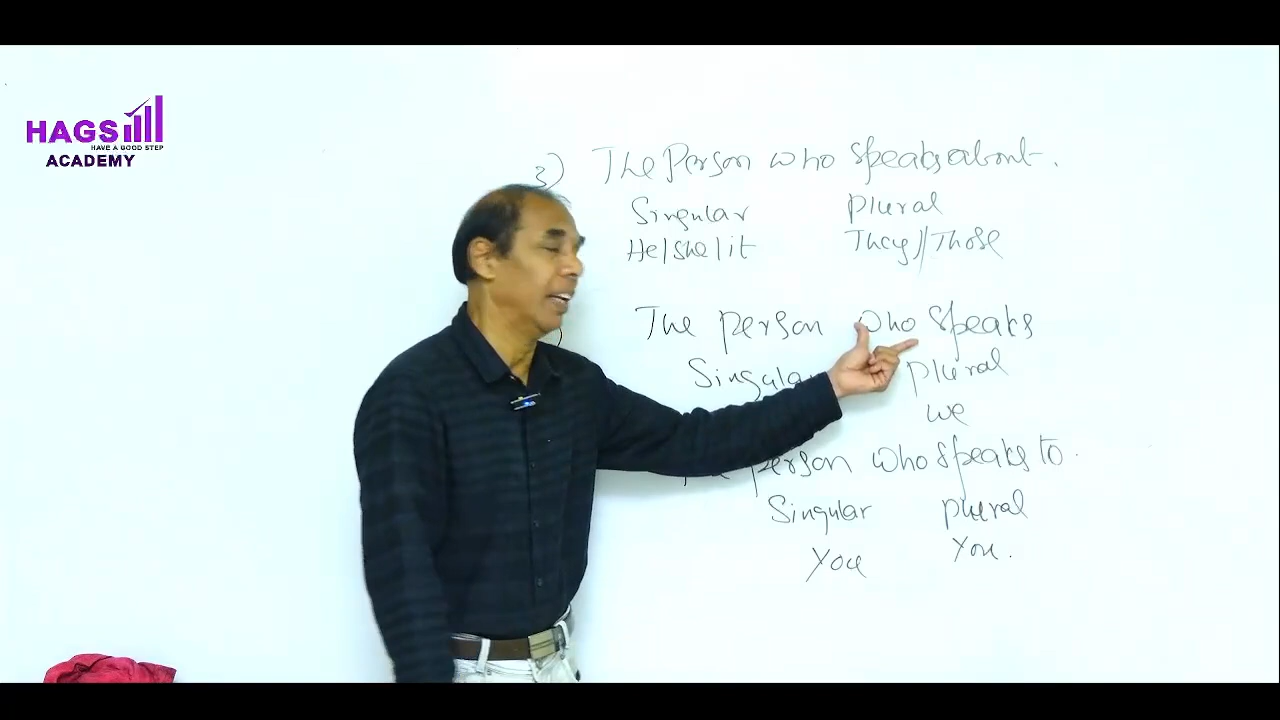 HAGS
HAVE A GOOD STEP
ACADEMY
3) The Person who speaks about.
Singular Plural
He/she/it They//Those
The person who speaks
Singular plural
we
person who speaks to.
Singular plural
You You.